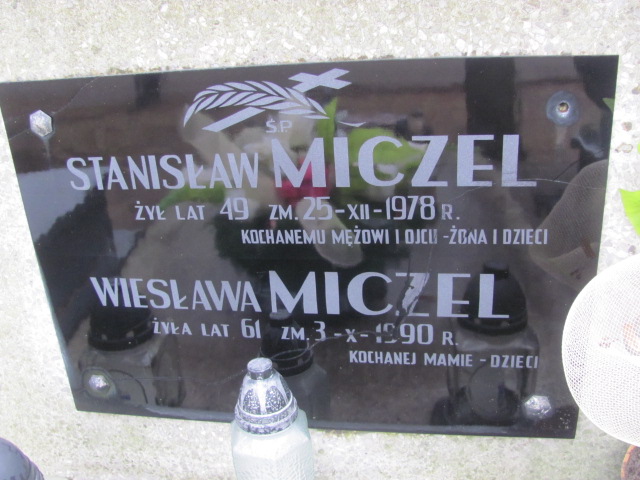 Ś.P.
STANISŁAW MICZEL
ŻYŁ LAT 49 ZM. 25-XII-1978 R.
KOCHANEMU MĘŻOWI I OJCU - ŻONA I DZIECI
WIESŁAWA MICZEL
ŻYŁA LAT 61 ZM. 3-X-1990 R.
KOCHANEJ MAMIE - DZIECI